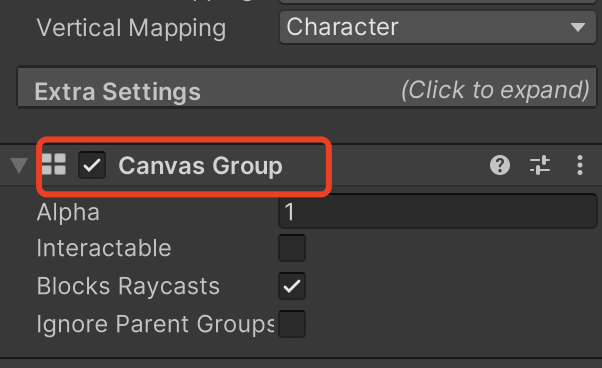 Vertical Mapping Character
Extra Settings (Click to expand)
Canvas Group
Alpha 1
Interactable
Blocks Raycasts
Ignore Parent Groups